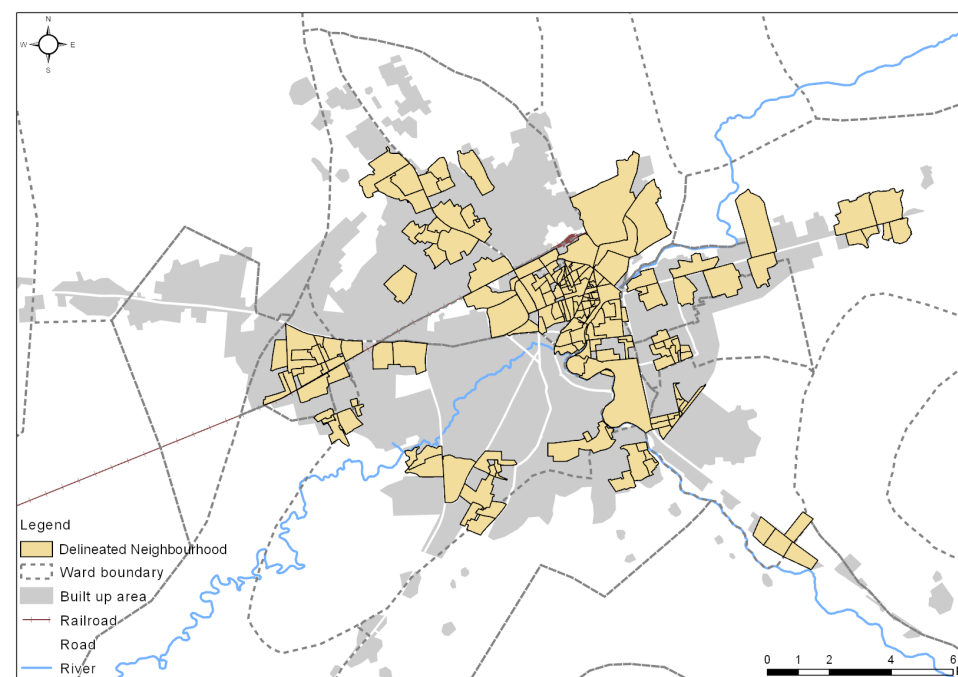 N
W E
S
Legend
Delineated Neighbourhood
Ward boundary
Built up area
Railroad
Road
River
0 1 2 4 6